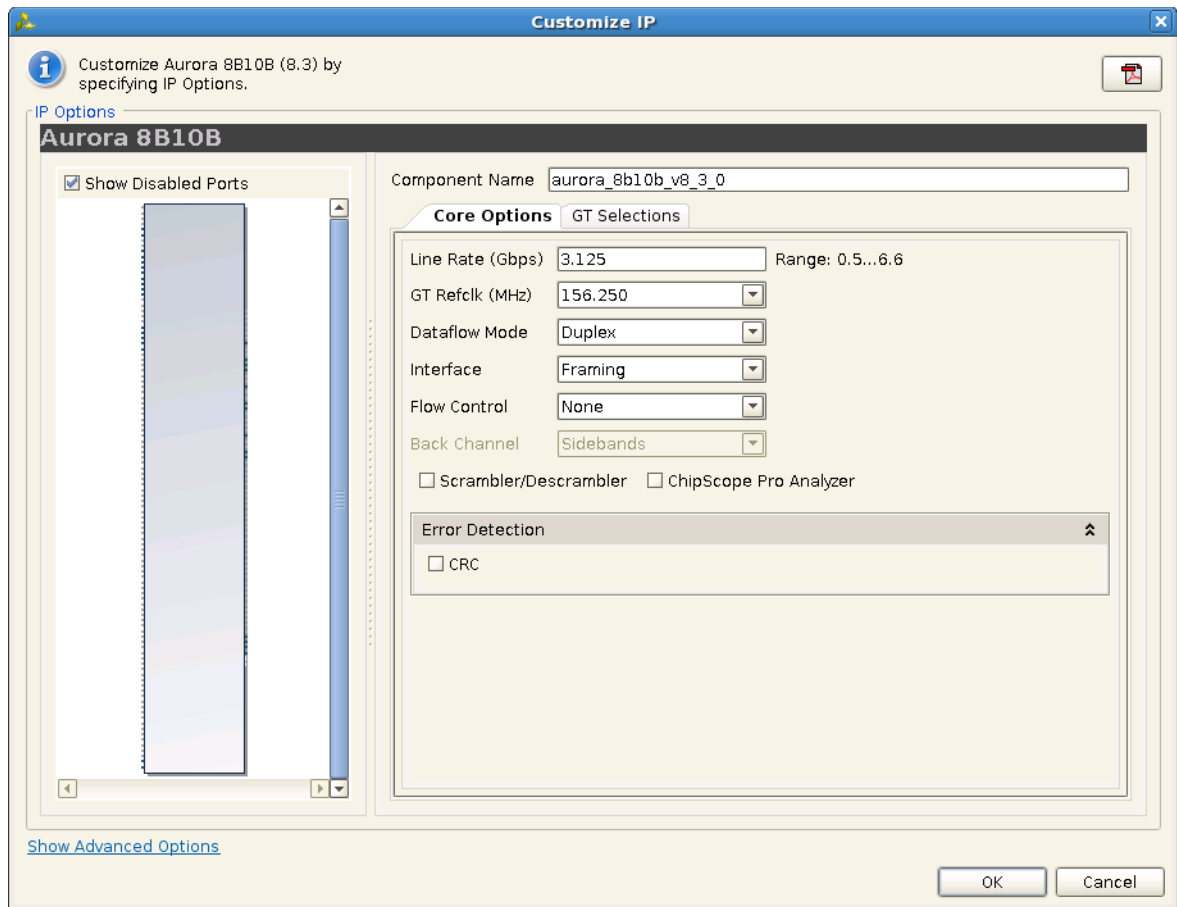 Customize IP
Customize Aurora 8B10B (8.3) by
specifying IP Options.
IP Options
Aurora 8B10B
Show Disabled Ports
Component Name aurora_8b10b_v8_3_0
Core Options GT Selections
Line Rate (Gbps) 3.125 Range: 0.5...6.6
GT Refclk (MHz) 156.250
Dataflow Mode Duplex
Interface Framing
Flow Control None
Back Channel Sidebands
Scrambler/Descrambler ChipScope Pro Analyzer
Error Detection
CRC
Show Advanced Options
OK Cancel